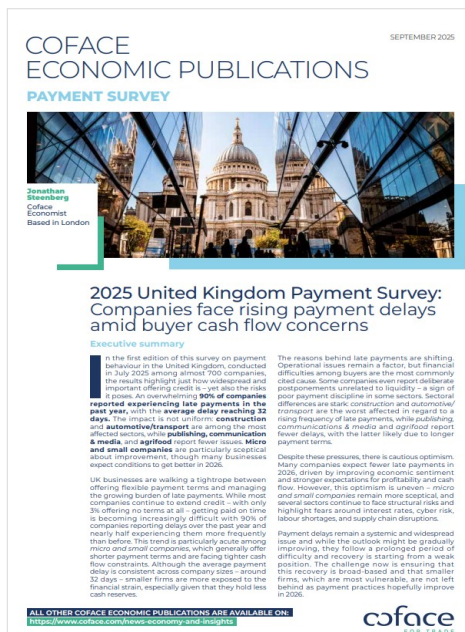 SEPTEMBER 2025
COFACE
ECONOMIC PUBLICATIONS
PAYMENT SURVEY
Jonathan
Steenberg
Coface
Economist
Based in London
2025 United Kingdom Payment Survey:
Companies face rising payment delays
amid buyer cash flow concerns
Executive summary
In the first edition of this survey on payment
behaviour in the United Kingdom, conducted
in July 2025 among almost 700 companies,
the results highlight just how widespread and
important offering credit is – yet also the risks
it poses. An overwhelming 90% of companies
reported experiencing late payments in the
past year, with the average delay reaching 32
days. The impact is not uniform: construction
and automotive/transport are among the most
affected sectors, while publishing, communication
& media, and agrifood report fewer issues. Micro
and small companies are particularly sceptical
about improvement, though many businesses
expect conditions to get better in 2026.
UK businesses are walking a tightrope between
offering flexible payment terms and managing
the growing burden of late payments. While most
companies continue to extend credit – with only
3% offering no terms at all – getting paid on time
is becoming increasingly difficult with 90% of
companies reporting delays over the past year and
nearly half experiencing them more frequently
than before. This trend is particularly acute among
micro and small companies, which generally offer
shorter payment terms and are facing tighter cash
flow constraints. Although the average payment
delay is consistent across company sizes – around
32 days – smaller firms are more exposed to the
financial strain, especially given that they hold less
cash reserves.
The reasons behind late payments are shifting.
Operational issues remain a factor, but financial
difficulties among buyers are the most commonly
cited cause. Some companies even report deliberate
postponements unrelated to liquidity – a sign of
poor payment discipline in some sectors. Sectoral
differences are stark: construction and automotive/
transport are the worst affected in regard to a
rising frequency of late payments, while publishing,
communications & media and agrifood report
fewer delays, with the latter likely due to longer
payment terms.
Despite these pressures, there is cautious optimism.
Many companies expect fewer late payments in
2026, driven by improving economic sentiment
and stronger expectations for profitability and cash
flow. However, this optimism is uneven – micro
and small companies remain more sceptical, and
several sectors continue to face structural risks and
highlight fears around interest rates, cyber risk,
labour shortages, and supply chain disruptions.
Payment delays remain a systemic and widespread
issue and while the outlook might be gradually
improving, they follow a prolonged period of
difficulty and recovery is starting from a weak
position. The challenge now is ensuring that
this recovery is broad-based and that smaller
firms, which are most vulnerable, are not left
behind as payment practices hopefully improve
in 2026.
ALL OTHER COFACE ECONOMIC PUBLICATIONS ARE AVAILABLE ON:
https://www.coface.com/news-economy-and-insights
coface
FOR TRADE